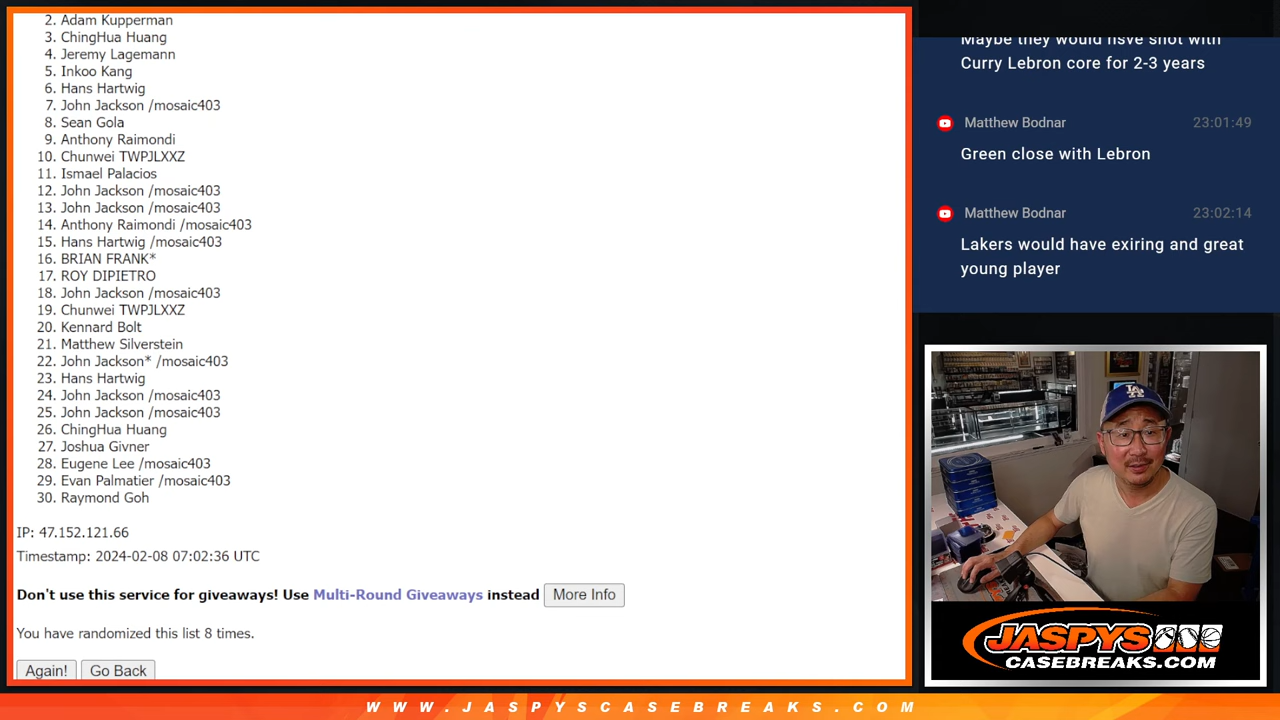 2. Adam Kupperman
3. ChingHua Huang
4. Jeremy Lagemann
5. Inkoo Kang
6. Hans Hartwig
7. John Jackson /mosaic403
8. Sean Gola
9. Anthony Raimondi
10. Chunwei TWPJLXXZ
11. Ismael Palacios
12. John Jackson /mosaic403
13. John Jackson /mosaic403
14. Anthony Raimondi /mosaic403
15. Hans Hartwig /mosaic403
16. BRIAN FRANK*
17. ROY DIPIETRO
18. John Jackson /mosaic403
19. Chunwei TWPJLXXZ
20. Kennard Bolt
21. Matthew Silverstein
22. John Jackson* /mosaic403
23. Hans Hartwig
24. John Jackson /mosaic403
25. John Jackson /mosaic403
26. ChingHua Huang
27. Joshua Givner
28. Eugene Lee /mosaic403
29. Evan Palmatier /mosaic403
30. Raymond Goh
IP: 47.152.121.66
Timestamp: 2024-02-08 07:02:36 UTC
Don't use this service for giveaways! Use Multi-Round Giveaways instead More Info
You have randomized this list 8 times.
Again! Go Back
Maybe they would hsve shot with
Curry Lebron core for 2-3 years
Matthew Bodnar 23:01:49
Green close with Lebron
Matthew Bodnar 23:02:14
Lakers would have exiring and great
young player
LA
JASPYS
CASEBREAKS.COM
WWW.JASPYSCASEBREAKS.COM